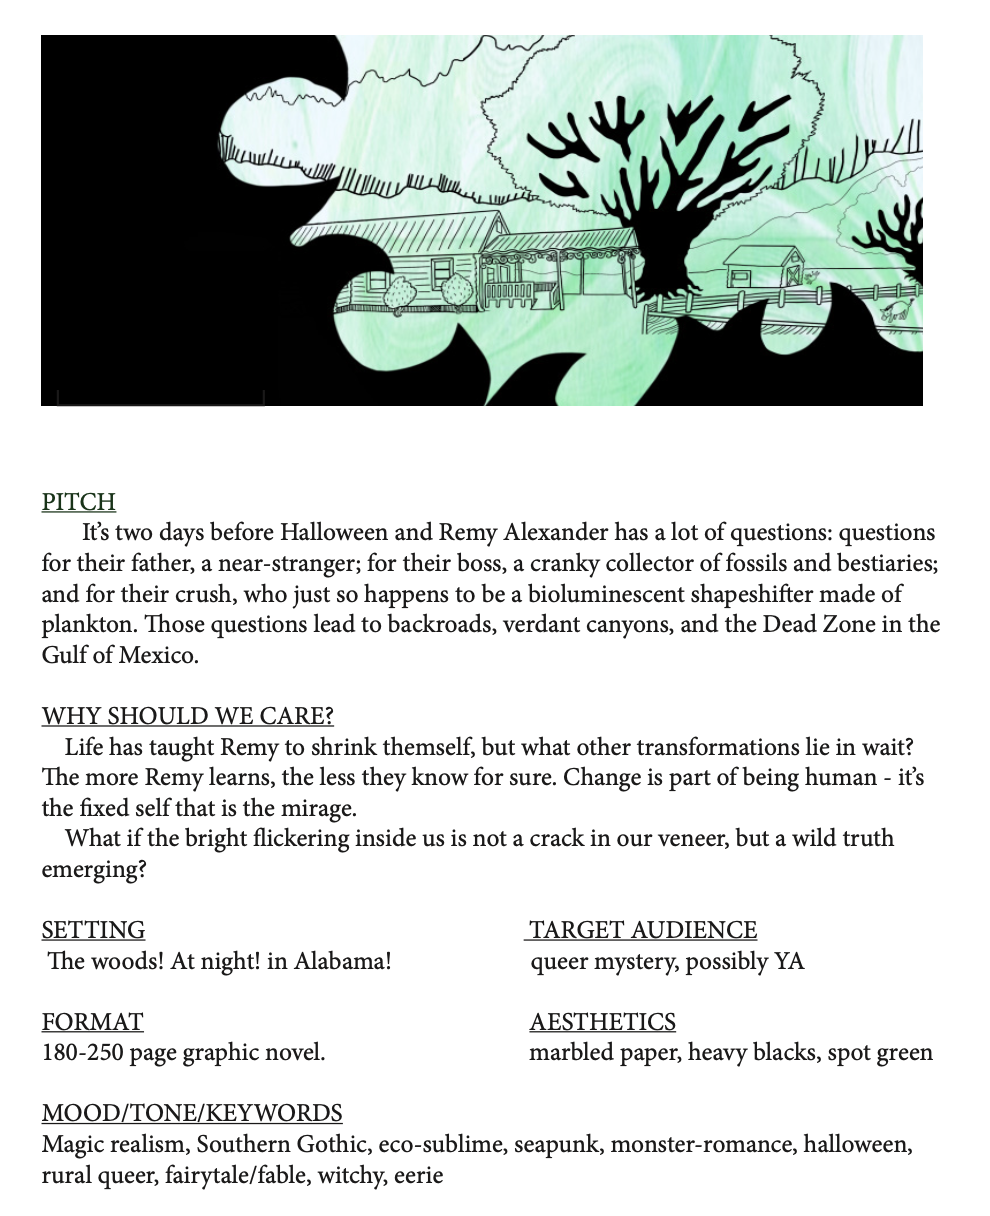 PITCH
It's two days before Halloween and Remy Alexander has a lot of questions: questions
for their father, a near-stranger; for their boss, a cranky collector of fossils and bestiaries;
and for their crush, who just so happens to be a bioluminescent shapeshifter made of
plankton. Those questions lead to backroads, verdant canyons, and the Dead Zone in the
Gulf of Mexico.
WHY SHOULD WE CARE?
Life has taught Remy to shrink themself, but what other transformations lie in wait?
The more Remy learns, the less they know for sure. Change is part of being human - it's
the fixed self that is the mirage.
What if the bright flickering inside us is not a crack in our veneer, but a wild truth
emerging?
SETTING
The woods! At night! in Alabama!
TARGET AUDIENCE
queer mystery, possibly YA
FORMAT
180-250 page graphic novel.
AESTHETICS
marbled paper, heavy blacks, spot green
MOOD/TONE/KEYWORDS
Magic realism, Southern Gothic, eco-sublime, seapunk, monster-romance, halloween,
rural queer, fairytale/fable, witchy, eerie